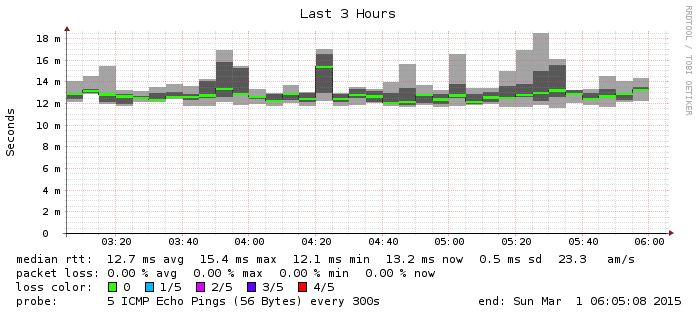 Last 3 Hours
RRDTOOL / TOBI OETIKER
Seconds
18 m
16 m
14 m
12 m
10 m
8 m
6 m
4 m
2 m
0
03:20 03:40 04:00 04:20 04:40 05:00 05:20 05:40 06:00
median rtt: 12.7 ms avg 15.4 ms max 12.1 ms min 13.2 ms now 0.5 ms sd 23.3 am/s
packet loss: 0.00 % avg 0.00 % max 0.00 % min 0.00 % now
loss color: 0 1/5 2/5 3/5 4/5
probe: 5 ICMP Echo Pings (56 Bytes) every 300s end: Sun Mar 1 06:05:08 2015